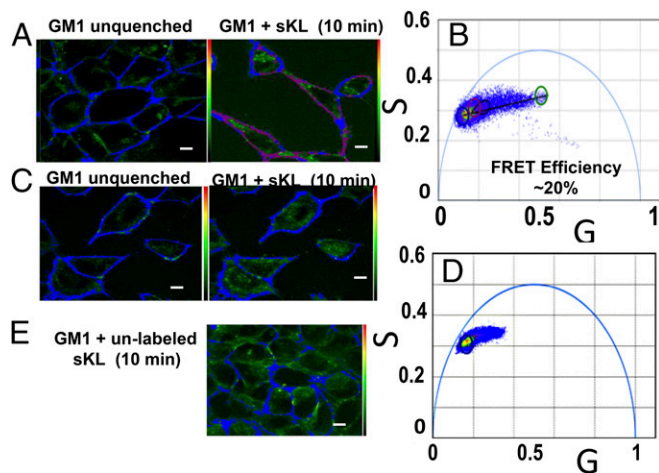 A
GM1 unquenched
GM1 + sKL (10 min)
B
S
0.6
0.4
0.2
0
0
0.5
1
G
FRET Efficiency
~20%
C
GM1 unquenched
GM1 + sKL (10 min)
D
S
0.6
0.4
0.2
0
0
0.5
1
G
E
GM1 + un-labeled
sKL (10 min)